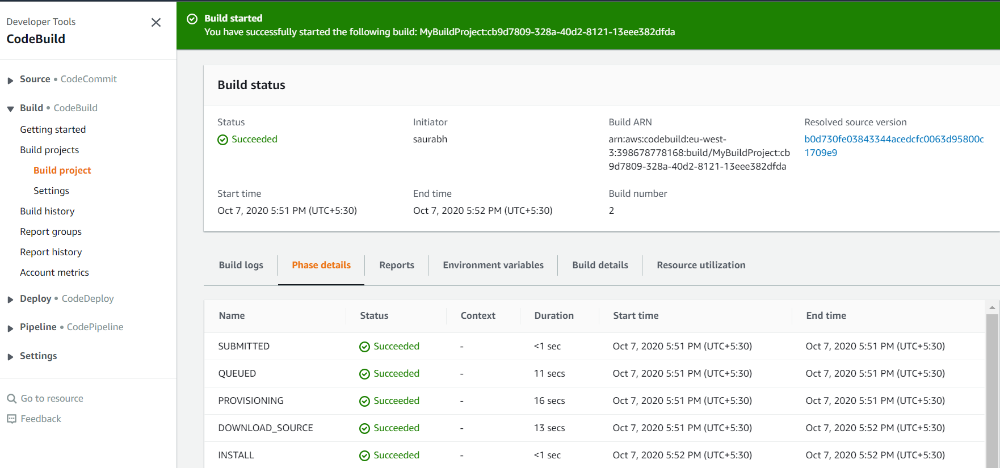 Developer Tools
CodeBuild
Source • CodeCommit
Build • CodeBuild
Getting started
Build projects
Build project
Settings
Build history
Report groups
Report history
Account metrics
Deploy • CodeDeploy
Pipeline • CodePipeline
Settings
Go to resource
Feedback
Build started
You have successfully started the following build: MyBuildProject:cb9d7809-328a-40d2-8121-13eee382dfda
Build status
Status
Succeeded
Initiator
saurabh
Build ARN
arn:aws:codebuild:eu-west-
3:398678778168:build/MyBuildProject:cb
9d7809-328a-40d2-8121-13eee382dfda
Resolved source version
b0d730fe03843344acedcfc0063d95800c
1709e9
Start time
Oct 7, 2020 5:51 PM (UTC+5:30)
End time
Oct 7, 2020 5:52 PM (UTC+5:30)
Build number
2
Build logs Phase details Reports Environment variables Build details Resource utilization
Name Status Context Duration Start time End time
SUBMITTED Succeeded - <1 sec Oct 7, 2020 5:51 PM (UTC+5:30) Oct 7, 2020 5:51 PM (UTC+5:30)
QUEUED Succeeded - 11 secs Oct 7, 2020 5:51 PM (UTC+5:30) Oct 7, 2020 5:51 PM (UTC+5:30)
PROVISIONING Succeeded - 16 secs Oct 7, 2020 5:51 PM (UTC+5:30) Oct 7, 2020 5:51 PM (UTC+5:30)
DOWNLOAD_SOURCE Succeeded - 13 secs Oct 7, 2020 5:51 PM (UTC+5:30) Oct 7, 2020 5:52 PM (UTC+5:30)
INSTALL Succeeded - <1 sec Oct 7, 2020 5:52 PM (UTC+5:30) Oct 7, 2020 5:52 PM (UTC+5:30)